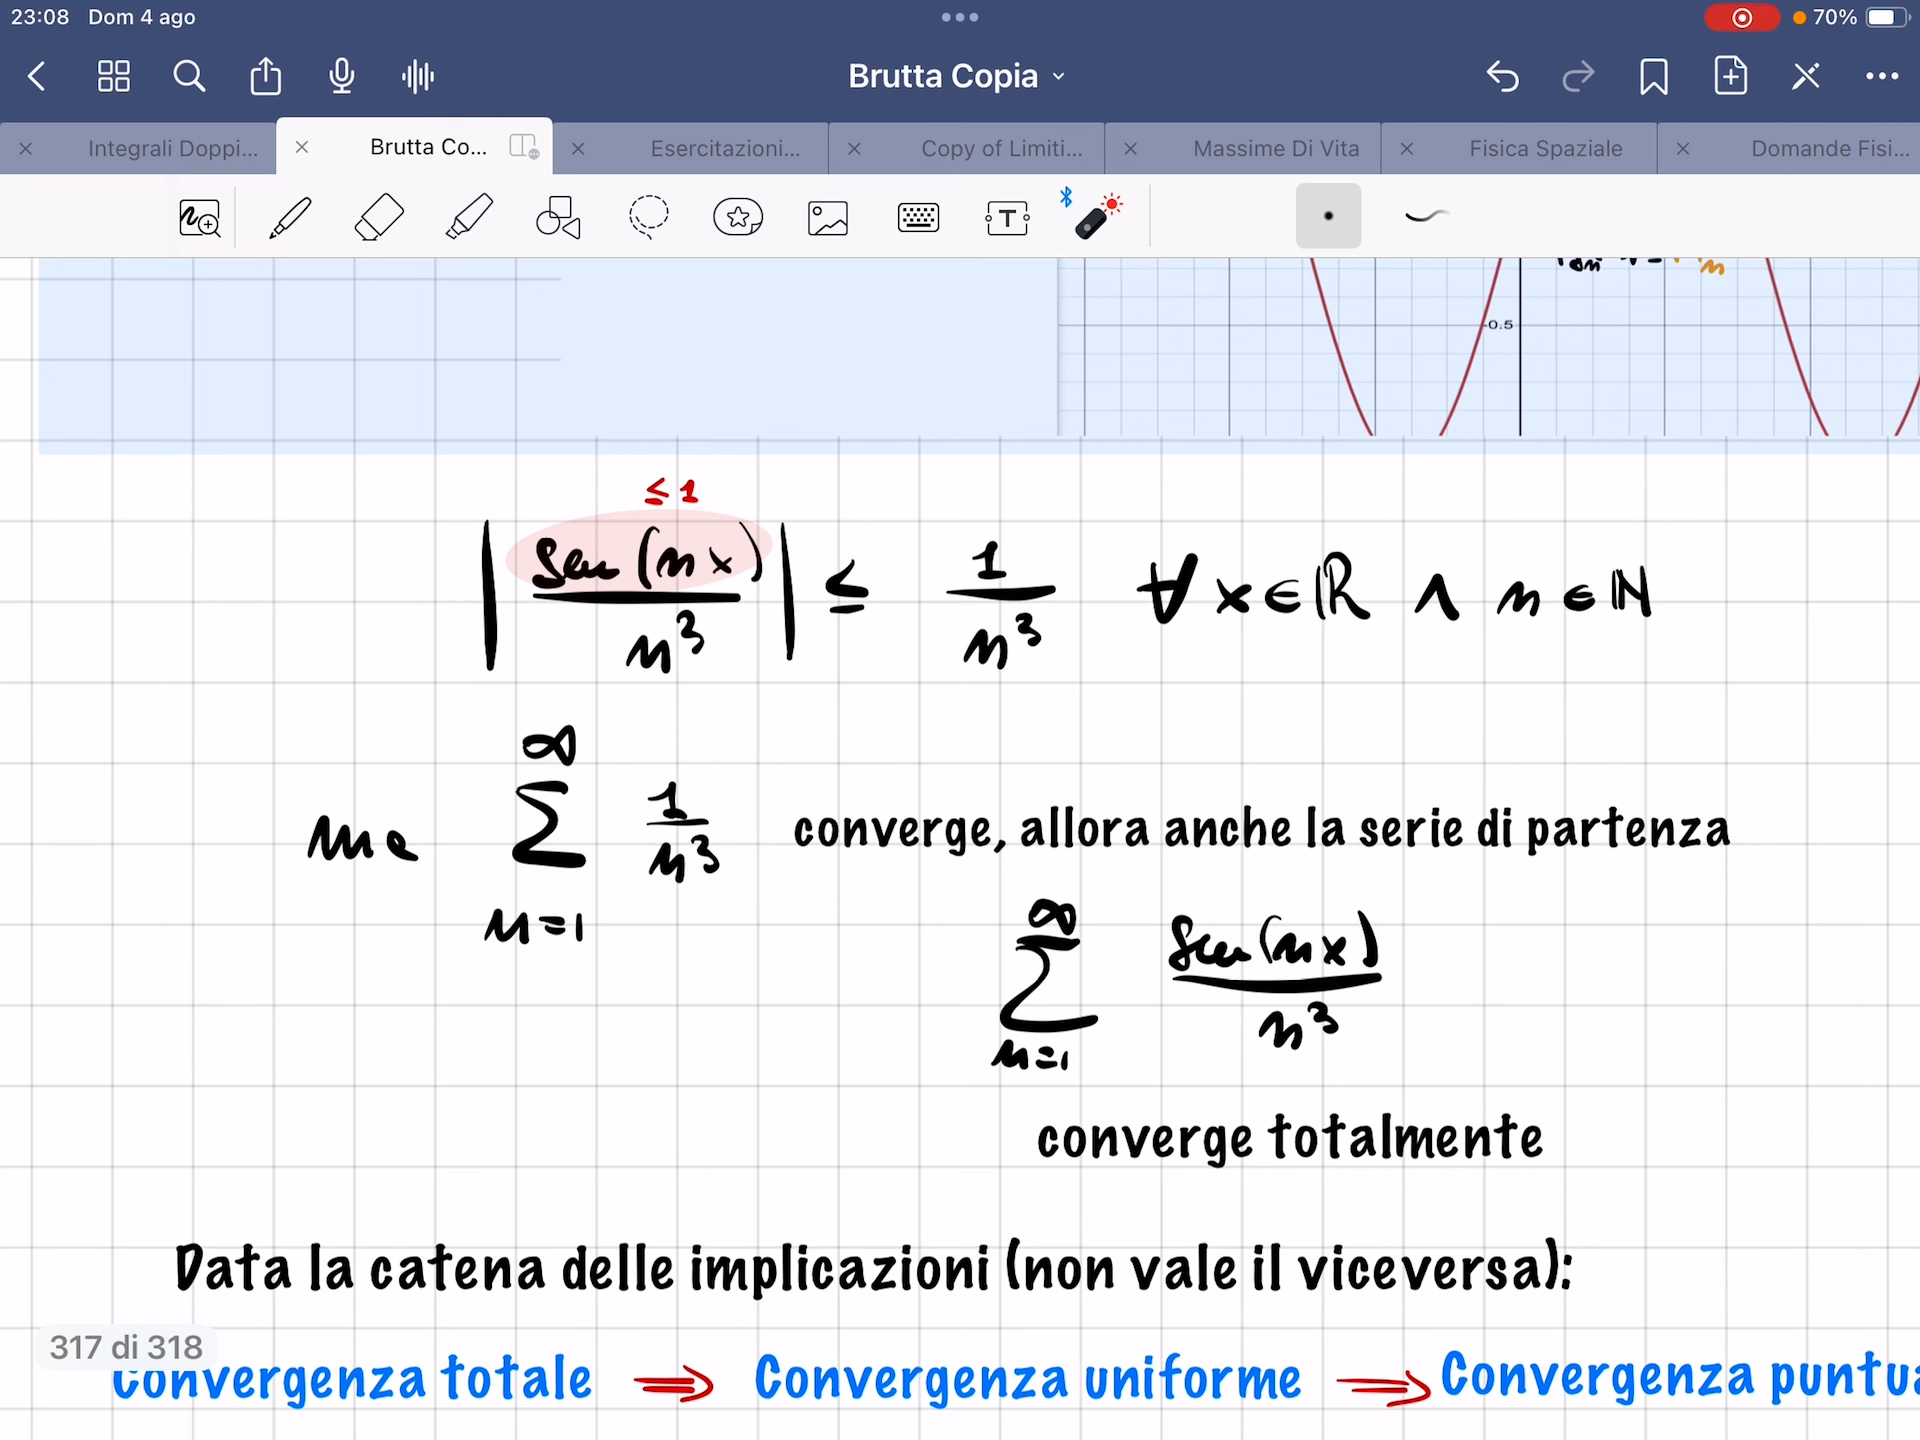 23:08 Dom 4 ago 70%
Brutta Copia
Integrali Doppi... Brutta Co... Esercitazioni... Copy of Limiti... Massime Di Vita Fisica Spaziale Domande Fisi...
-0.5
≤ 1
| sen (n x) / n³ | ≤ 1 / n³ ∀ x ∈ ℝ ∧ n ∈ ℕ
ma ∑ n=1 ∞ 1 / n³ converge, allora anche la serie di partenza
∑ n=1 ∞ sen (n x) / n³
converge totalmente
Data la catena delle implicazioni (non vale il viceversa):
317 di 318
Convergenza totale ⇒ Convergenza uniforme ⇒ Convergenza puntua